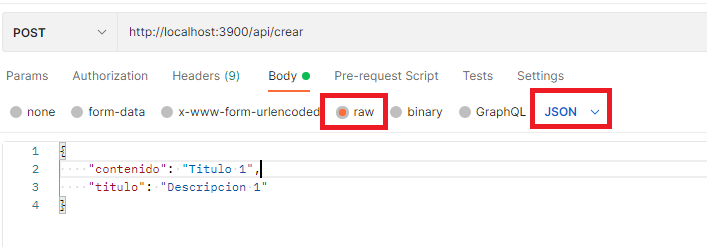 POST http://localhost:3900/api/crear
Params Authorization Headers (9) Body Pre-request Script Tests Settings
none form-data x-www-form-urlencoded raw binary GraphQL JSON
1 {
2 "contenido": "Titulo 1",
3 "titulo": "Descripcion 1"
4 }